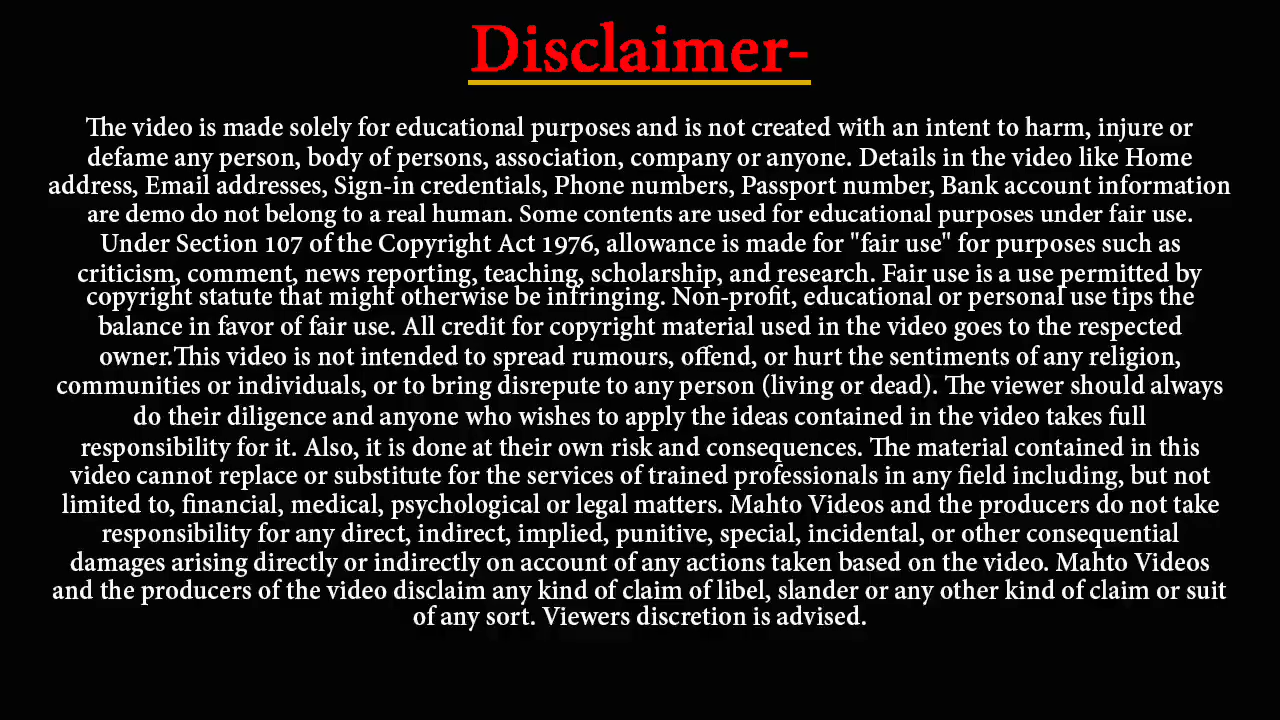 Disclaimer-
The video is made solely for educational purposes and is not created with an intent to harm, injure or
defame any person, body of persons, association, company or anyone. Details in the video like Home
address, Email addresses, Sign-in credentials, Phone numbers, Passport number, Bank account information
are demo do not belong to a real human. Some contents are used for educational purposes under fair use.
Under Section 107 of the Copyright Act 1976, allowance is made for "fair use" for purposes such as
criticism, comment, news reporting, teaching, scholarship, and research. Fair use is a use permitted by
copyright statute that might otherwise be infringing. Non-profit, educational or personal use tips the
balance in favor of fair use. All credit for copyright material used in the video goes to the respected
owner.This video is not intended to spread rumours, offend, or hurt the sentiments of any religion,
communities or individuals, or to bring disrepute to any person (living or dead). The viewer should always
do their diligence and anyone who wishes to apply the ideas contained in the video takes full
responsibility for it. Also, it is done at their own risk and consequences. The material contained in this
video cannot replace or substitute for the services of trained professionals in any field including, but not
limited to, financial, medical, psychological or legal matters. Mahto Videos and the producers do not take
responsibility for any direct, indirect, implied, punitive, special, incidental, or other consequential
damages arising directly or indirectly on account of any actions taken based on the video. Mahto Videos
and the producers of the video disclaim any kind of claim of libel, slander or any other kind of claim or suit
of any sort. Viewers discretion is advised.